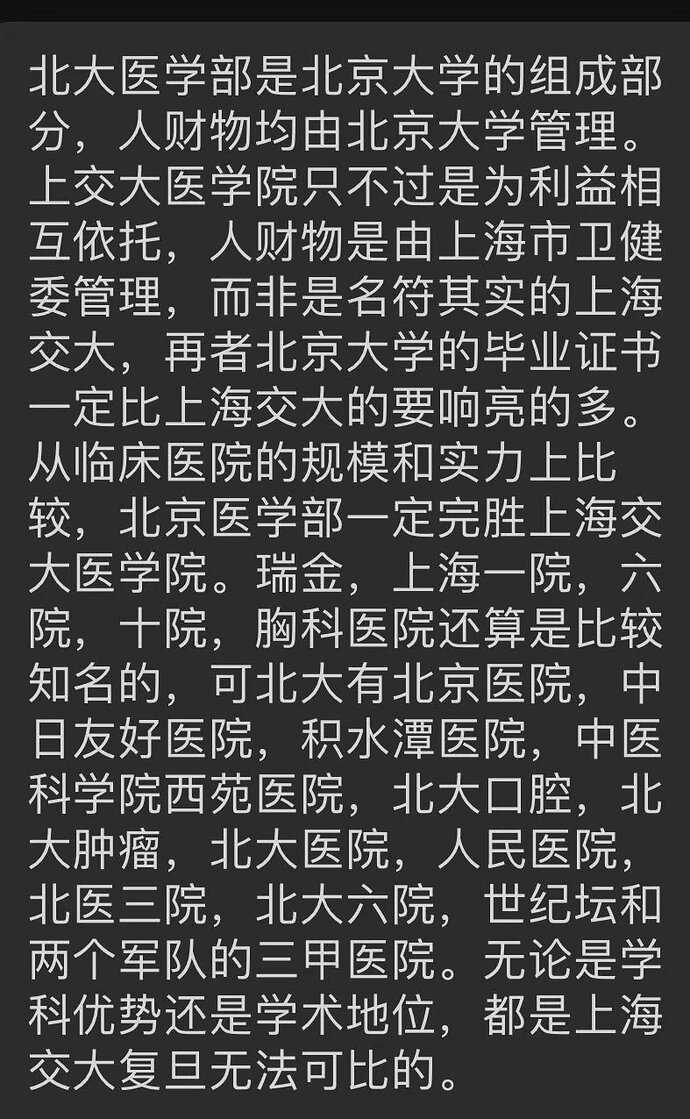 北大医学部是北京大学的组成部
分，人财物均由北京大学管理。
上交大医学院只不过是为利益相
互依托，人财物是由上海市卫健
委管理，而非是名符其实的上海
交大，再者北京大学的毕业证书
一定比上海交大的要响亮的多。
从临床医院的规模和实力上比
较，北京医学部一定完胜上海交
大医学院。瑞金，上海一院，六
院，十院，胸科医院还算是比较
知名的，可北大有北京医院，中
日友好医院，积水潭医院，中医
科学院西苑医院，北大口腔，北
大肿瘤，北大医院，人民医院，
北医三院，北大六院，世纪坛和
两个军队的三甲医院。无论是学
科优势还是学术地位，都是上海
交大复旦无法可比的。